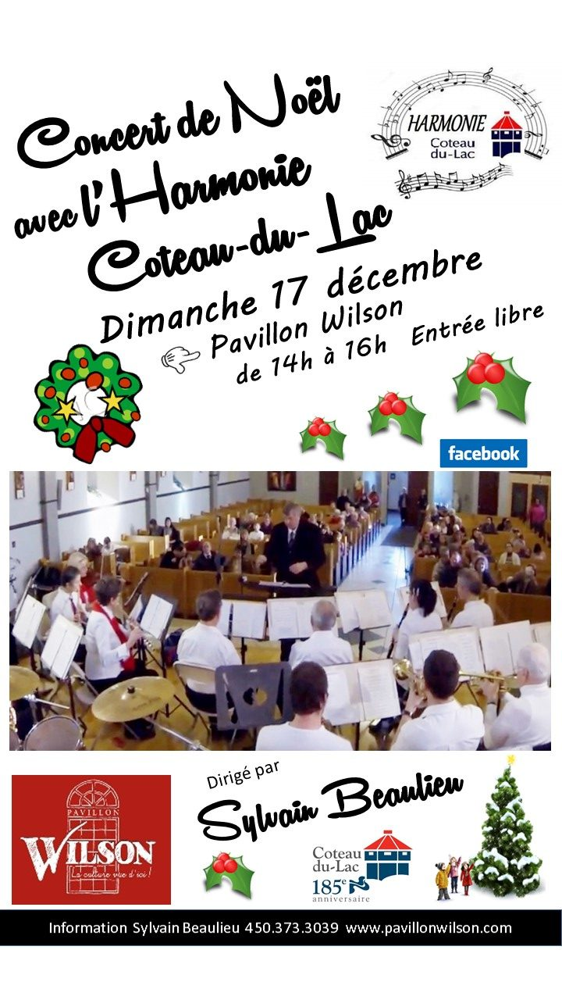 Concert de Noël
avec l'Harmonie
Coteau-du-Lac
HARMONIE
Coteau
du-Lac
Dimanche 17 décembre
Pavillon Wilson
de 14h à 16h Entrée libre
facebook
Dirigé par
Sylvain Beaulieu
PAVILLON
WILSON
La culture vue d'ici !
Coteau
du-Lac
185e
anniversaire
Information Sylvain Beaulieu 450.373.3039 www.pavillonwilson.com